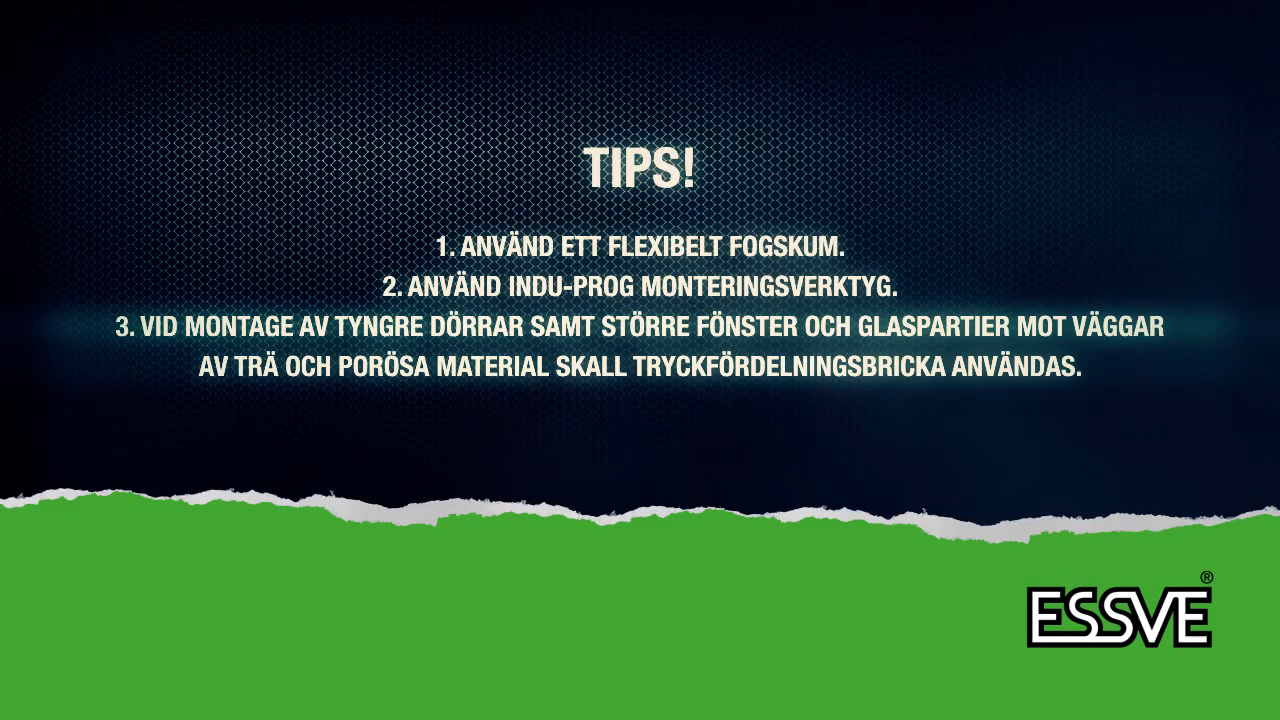 TIPS!
1. ANVÄND ETT FLEXIBELT FOGSKUM.
2. ANVÄND INDU-PROG MONTERINGSVERKTYG.
3. VID MONTAGE AV TYNGRE DÖRRAR SAMT STÖRRE FÖNSTER OCH GLASPARTIER MOT VÄGGAR
AV TRÄ OCH PORÖSA MATERIAL SKALL TRYCKFÖRDELNINGSBRICKA ANVÄNDAS.
ESSVE®